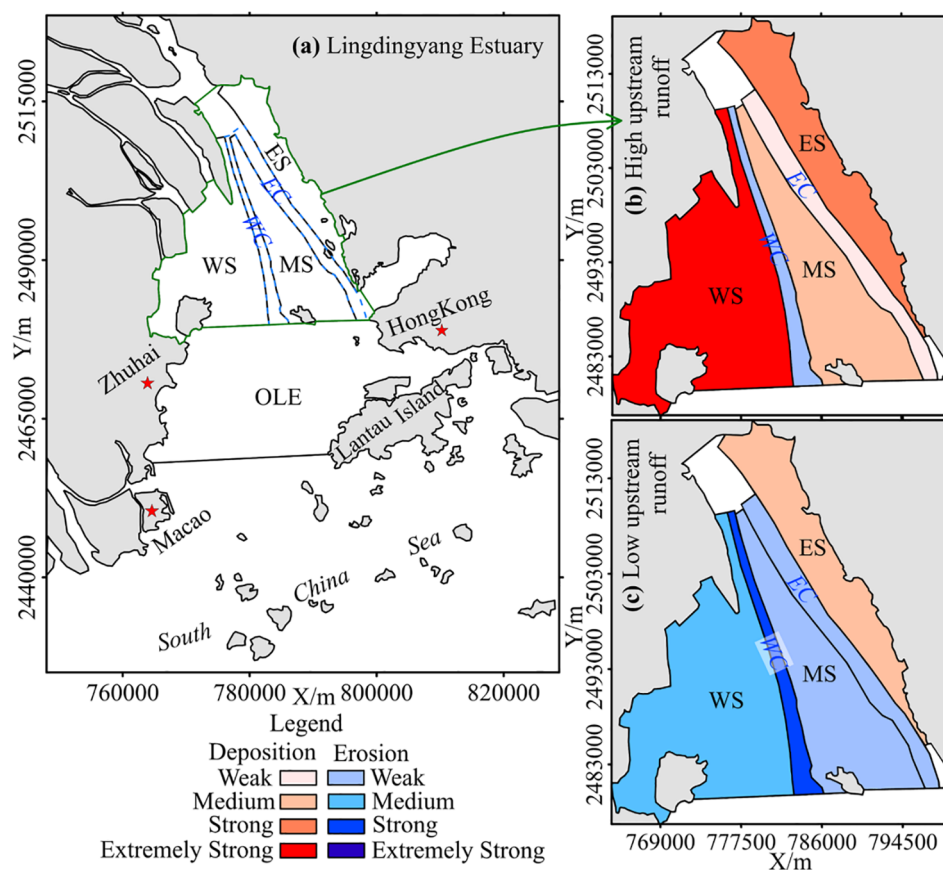 (a) Lingdingyang Estuary
2515000
2490000
2465000
2440000
Y/m
ES
EC
WC
WS
MS
HongKong
Zhuhai
OLE
Lantau Island
Macao
South China Sea
760000
780000
800000
820000
X/m
(b) High upstream
runoff
2513000
2503000
2493000
2483000
Y/m
ES
EC
WC
MS
WS
(c) Low upstream
runoff
2513000
2503000
2493000
2483000
Y/m
ES
EC
WC
MS
WS
769000
777500
786000
794500
X/m
Legend
Deposition Erosion
Weak Weak
Medium Medium
Strong Strong
Extremely Strong Extremely Strong